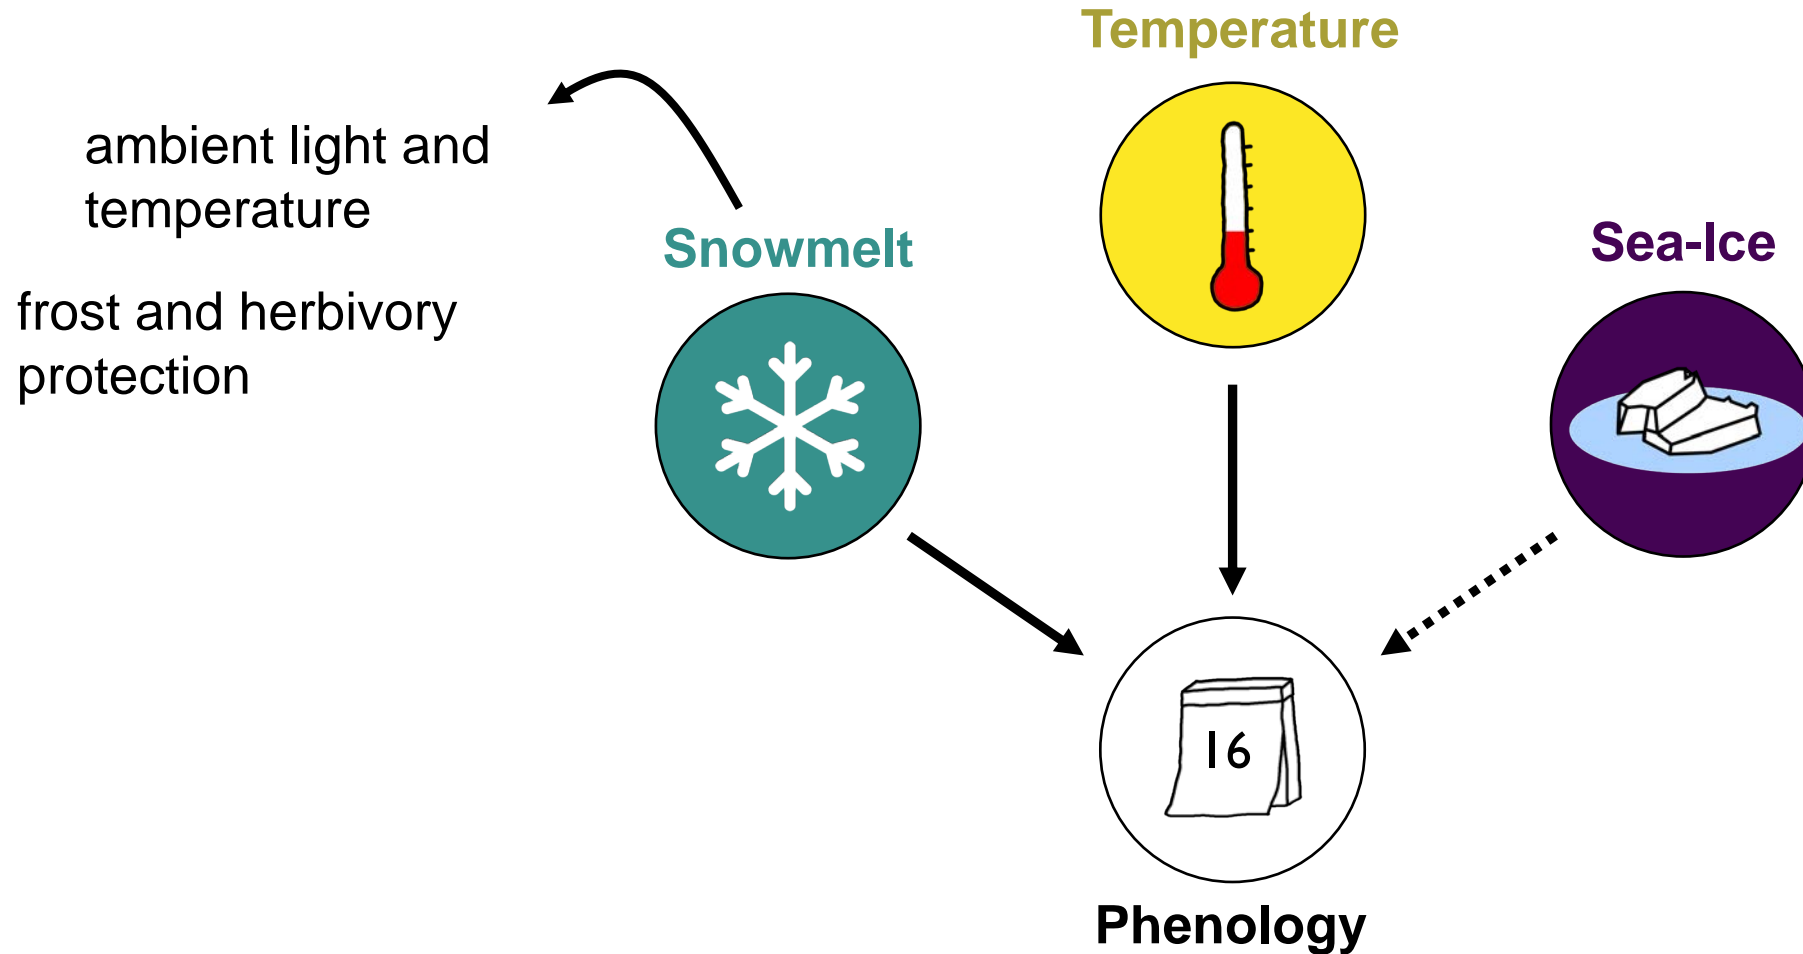 Temperature
ambient light and
temperature
Snowmelt
Sea-Ice
frost and herbivory
protection
16
Phenology